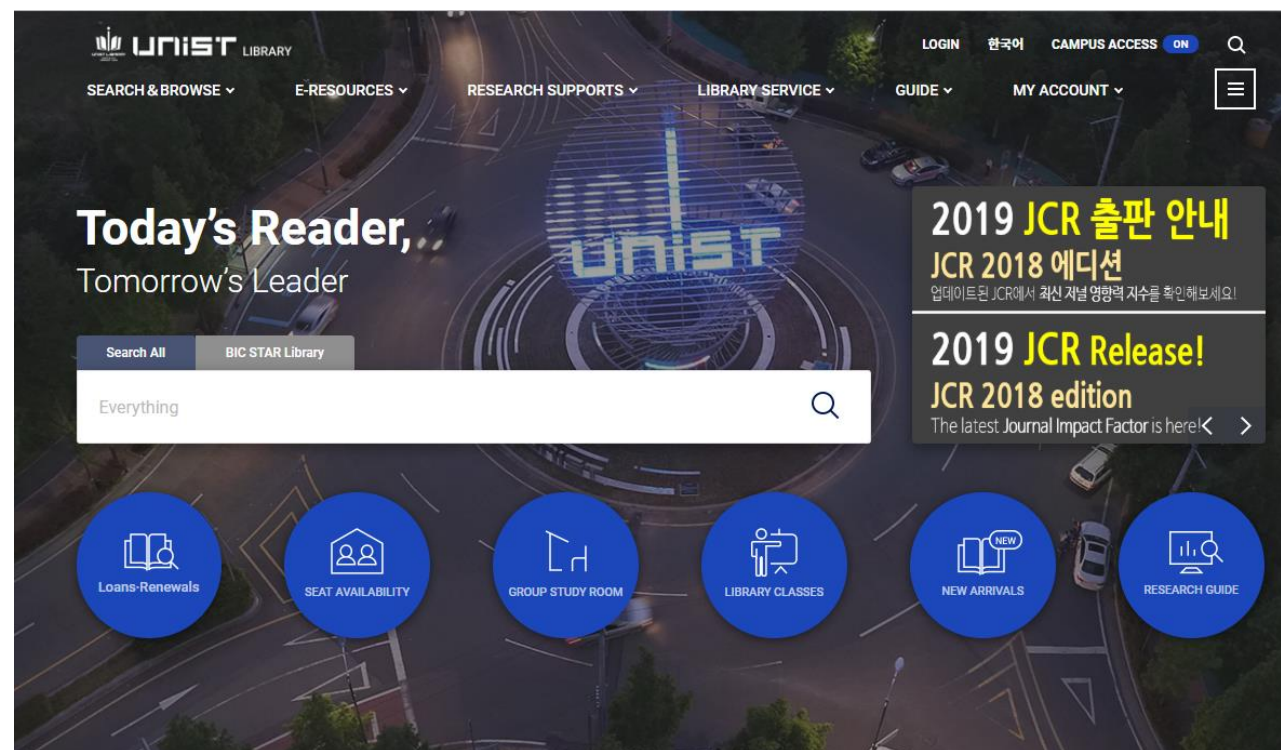 UNIST LIBRARY
LOGIN 한국어 CAMPUS ACCESS ON
SEARCH & BROWSE E-RESOURCES RESEARCH SUPPORTS LIBRARY SERVICE GUIDE MY ACCOUNT
UNIST
Today's Reader,
Tomorrow's Leader
2019 JCR 출판 안내
JCR 2018 에디션
업데이트된 JCR에서 최신 저널 영향력 지수를 확인해보세요!
2019 JCR Release!
JCR 2018 edition
The latest Journal Impact Factor is here!
Search All BIC STAR Library
Everything
Loans·Renewals
SEAT AVAILABILITY
GROUP STUDY ROOM
LIBRARY CLASSES
NEW
NEW ARRIVALS
RESEARCH GUIDE